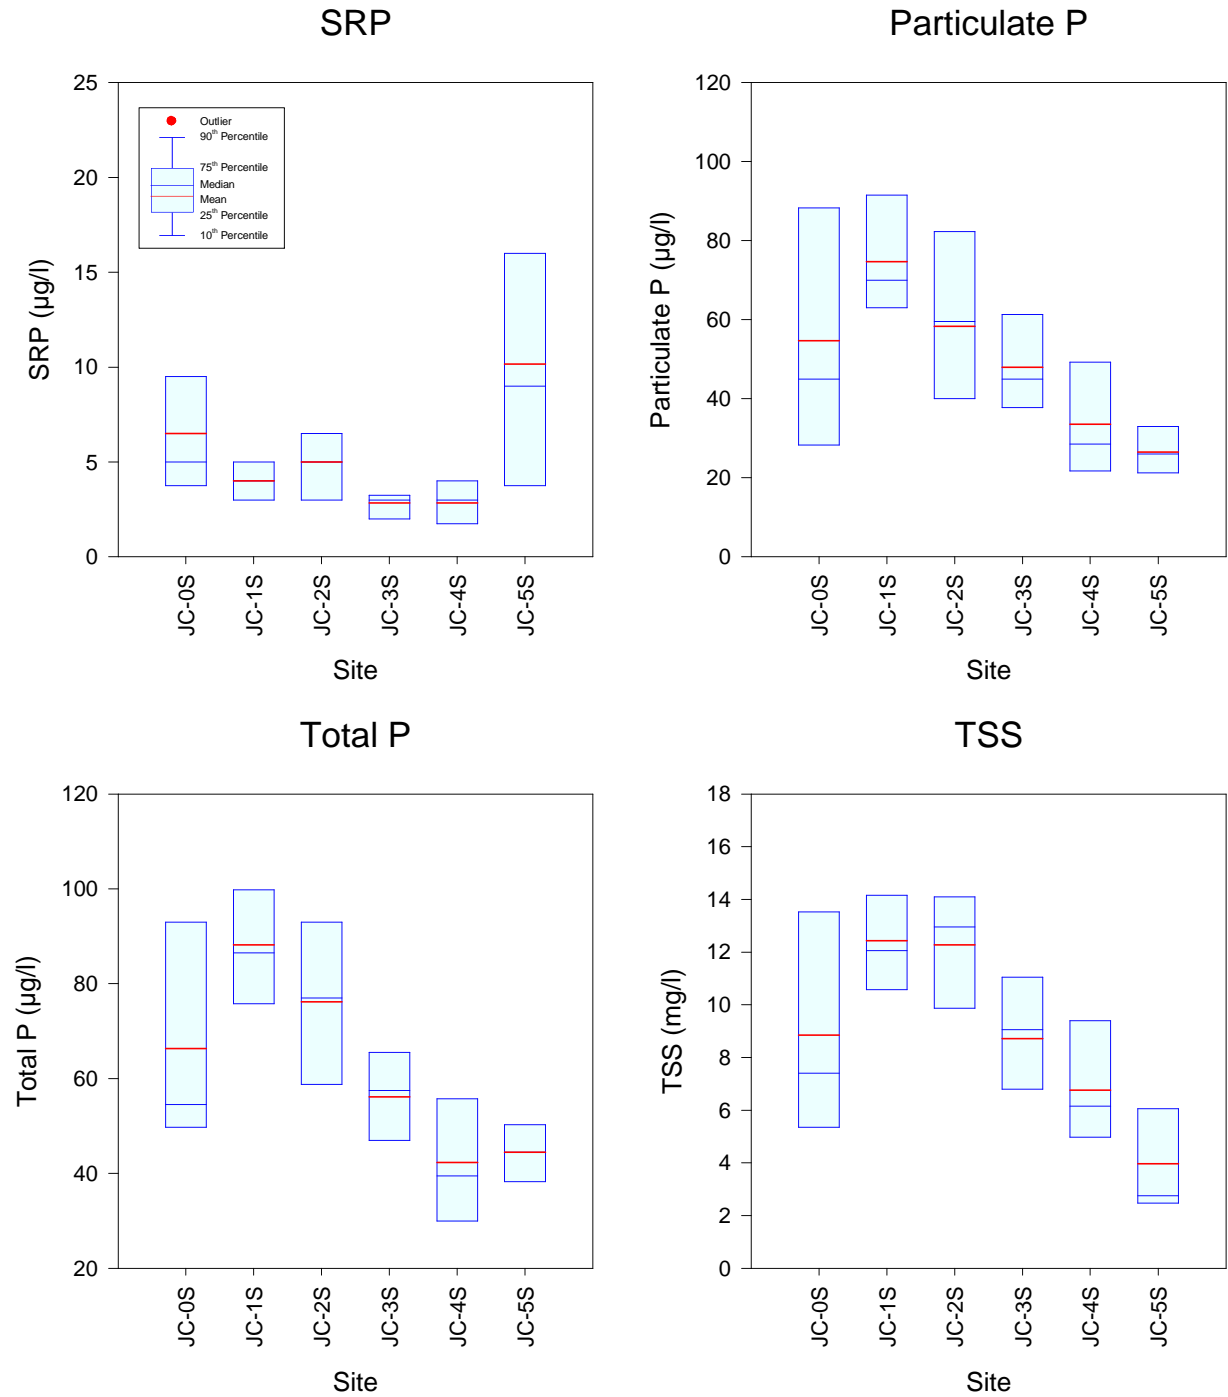 SRP
25
20
15
10
5
0
SRP (µg/l)
Outlier
90th Percentile
75th Percentile
Median
Mean
25th Percentile
10th Percentile
JC-0S
JC-1S
JC-2S
JC-3S
JC-4S
JC-5S
Site
Particulate P
120
100
80
60
40
20
0
Particulate P (µg/l)
JC-0S
JC-1S
JC-2S
JC-3S
JC-4S
JC-5S
Site
Total P
120
100
80
60
40
20
Total P (µg/l)
JC-0S
JC-1S
JC-2S
JC-3S
JC-4S
JC-5S
Site
TSS
18
16
14
12
10
8
6
4
2
0
TSS (mg/l)
JC-0S
JC-1S
JC-2S
JC-3S
JC-4S
JC-5S
Site